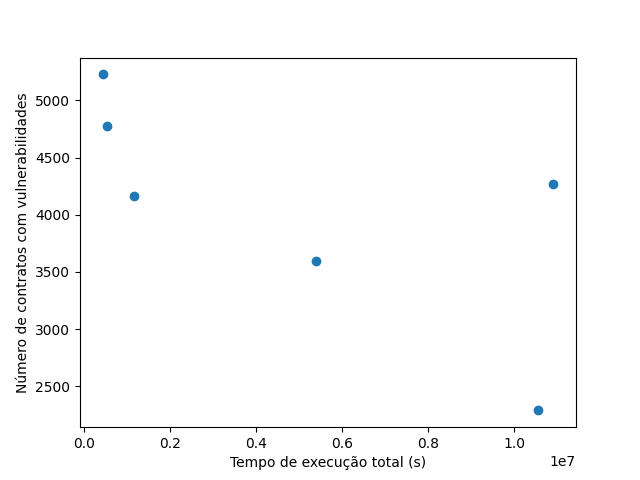 Número de contratos com vulnerabilidades
5000
4500
4000
3500
3000
2500
0.0 0.2 0.4 0.6 0.8 1.0
1e7
Tempo de execução total (s)